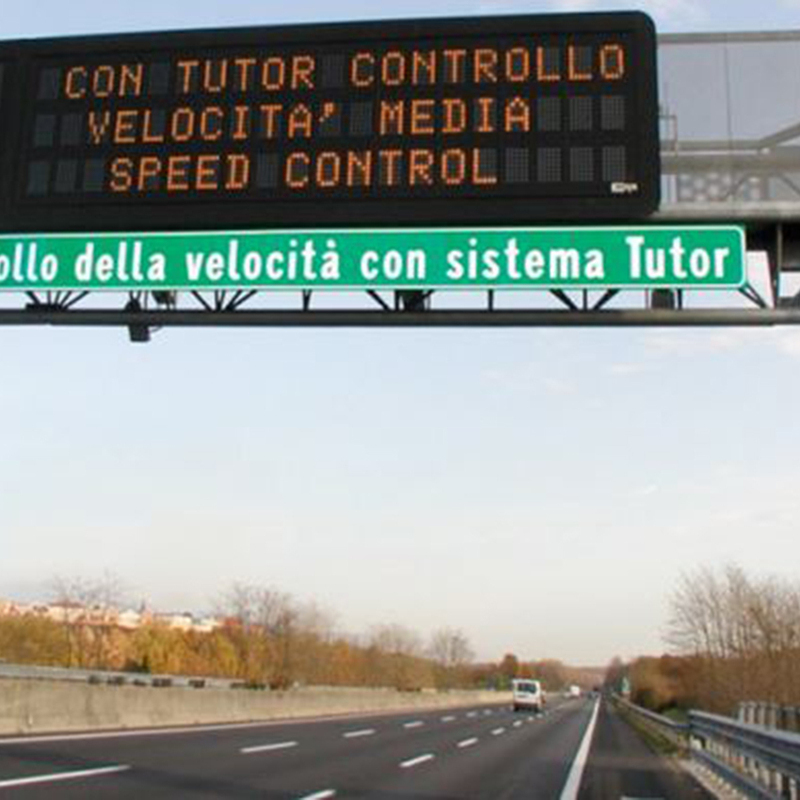 CON TUTOR CONTROLLO
VELOCITA' MEDIA
SPEED CONTROL
ollo della velocità con sistema Tutor